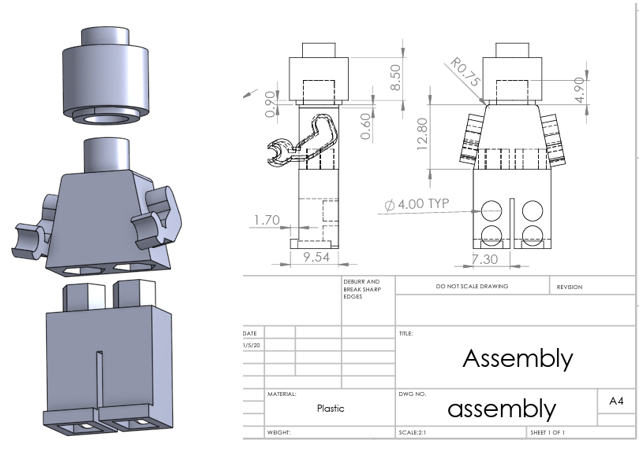 R0.75
8.50
4.90
0.90
0.60
12.80
Ø 4.00 TYP
1.70
9.54
7.30
DEBURR AND
BREAK SHARP
EDGES
DO NOT SCALE DRAWING
REVISION
DATE
1/5/20
TITLE:
Assembly
MATERIAL:
Plastic
DWG NO.
assembly
A4
WEIGHT:
SCALE:2:1
SHEET 1 OF 1